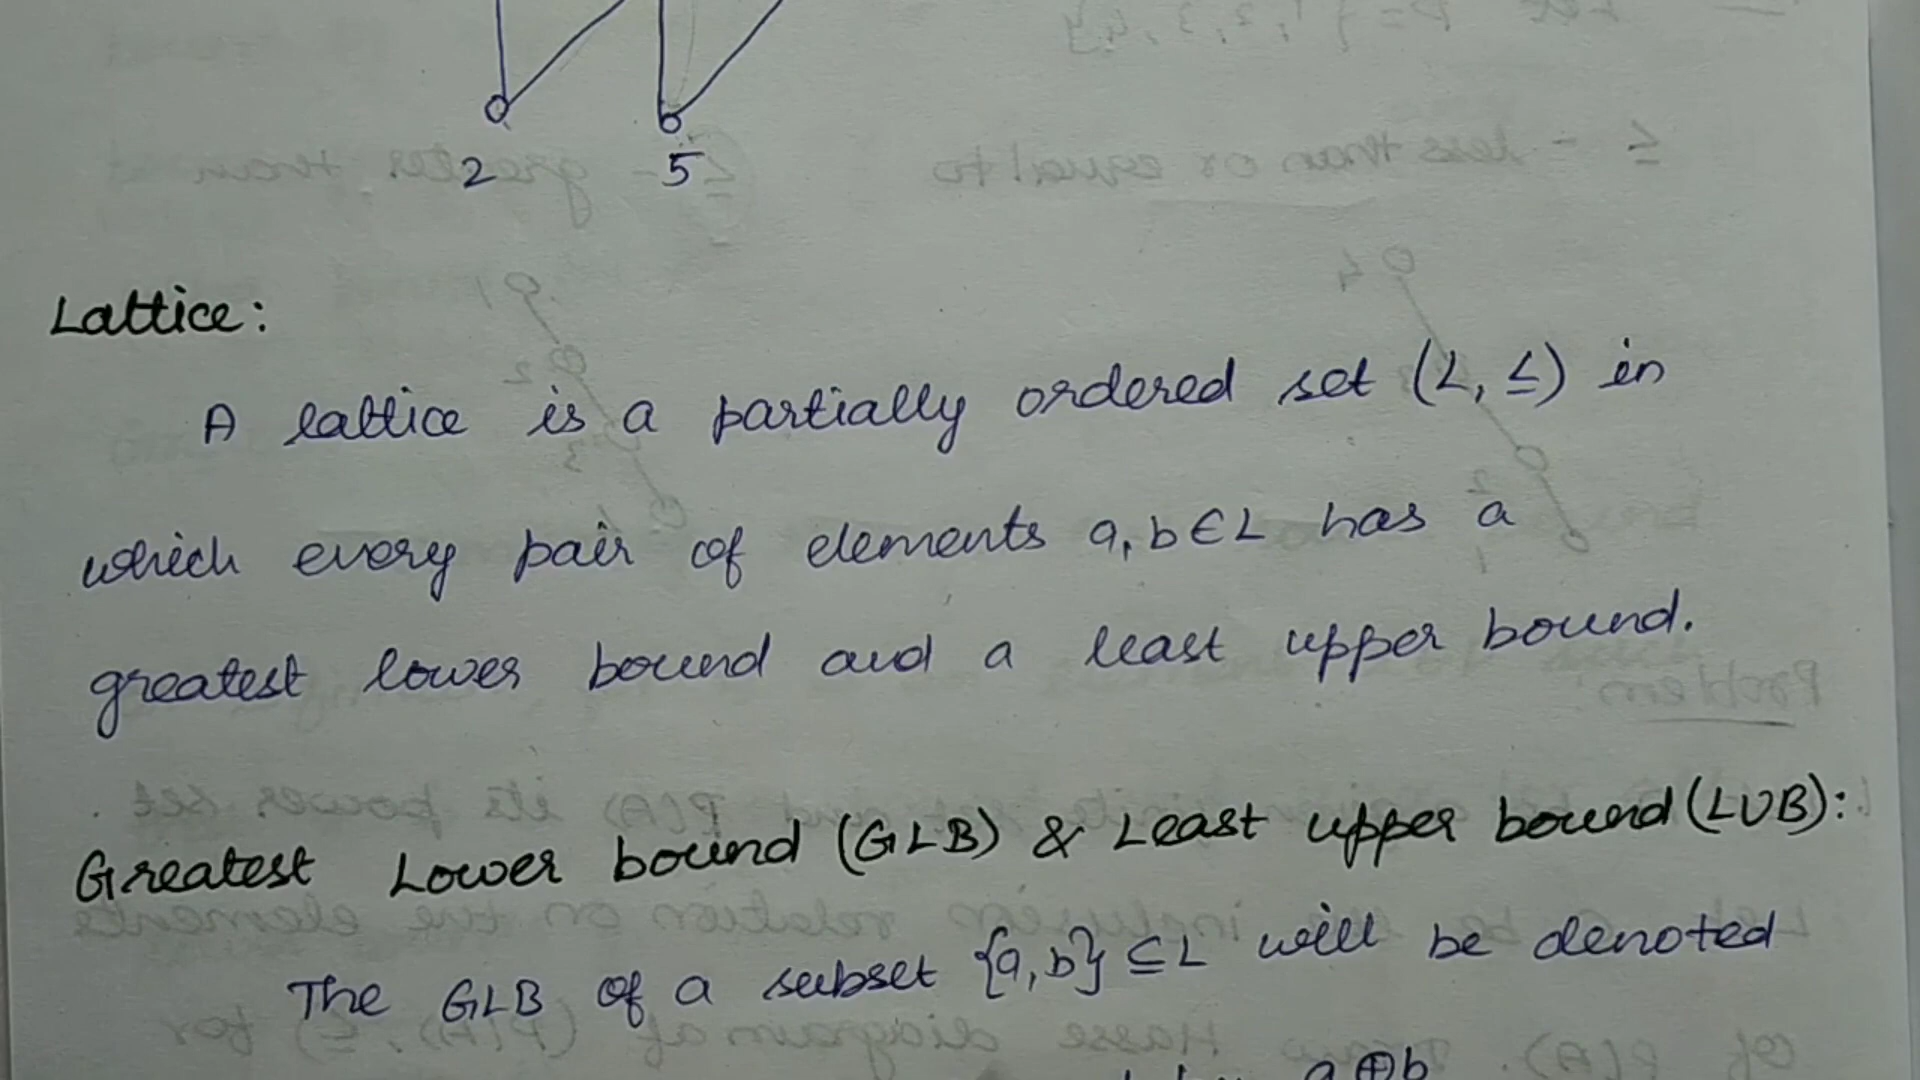 2 5
Lattice:
A lattice is a partially ordered set (L, ≤) in
which every pair of elements a, b ∈ L has a
greatest lower bound and a least upper bound.
Greatest Lower bound (GLB) & Least upper bound (LUB):
The GLB of a subset {a, b} ⊆ L will be denoted
a ⊕ b